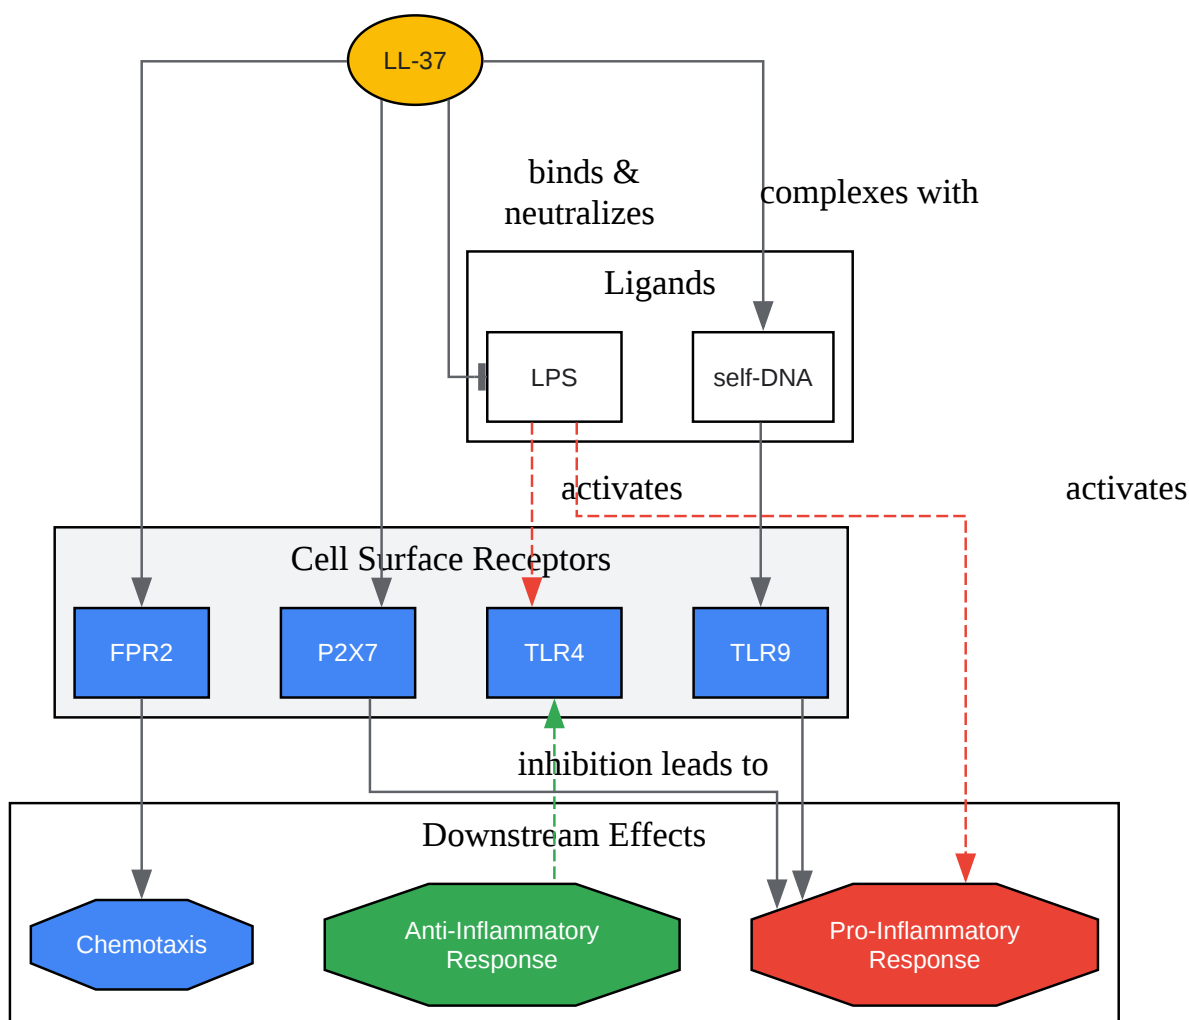 LL-37
binds &
neutralizes
complexes with
Ligands
LPS
self-DNA
activates
activates
Cell Surface Receptors
FPR2
P2X7
TLR4
TLR9
inhibition leads to
Downstream Effects
Chemotaxis
Anti-Inflammatory
Response
Pro-Inflammatory
Response